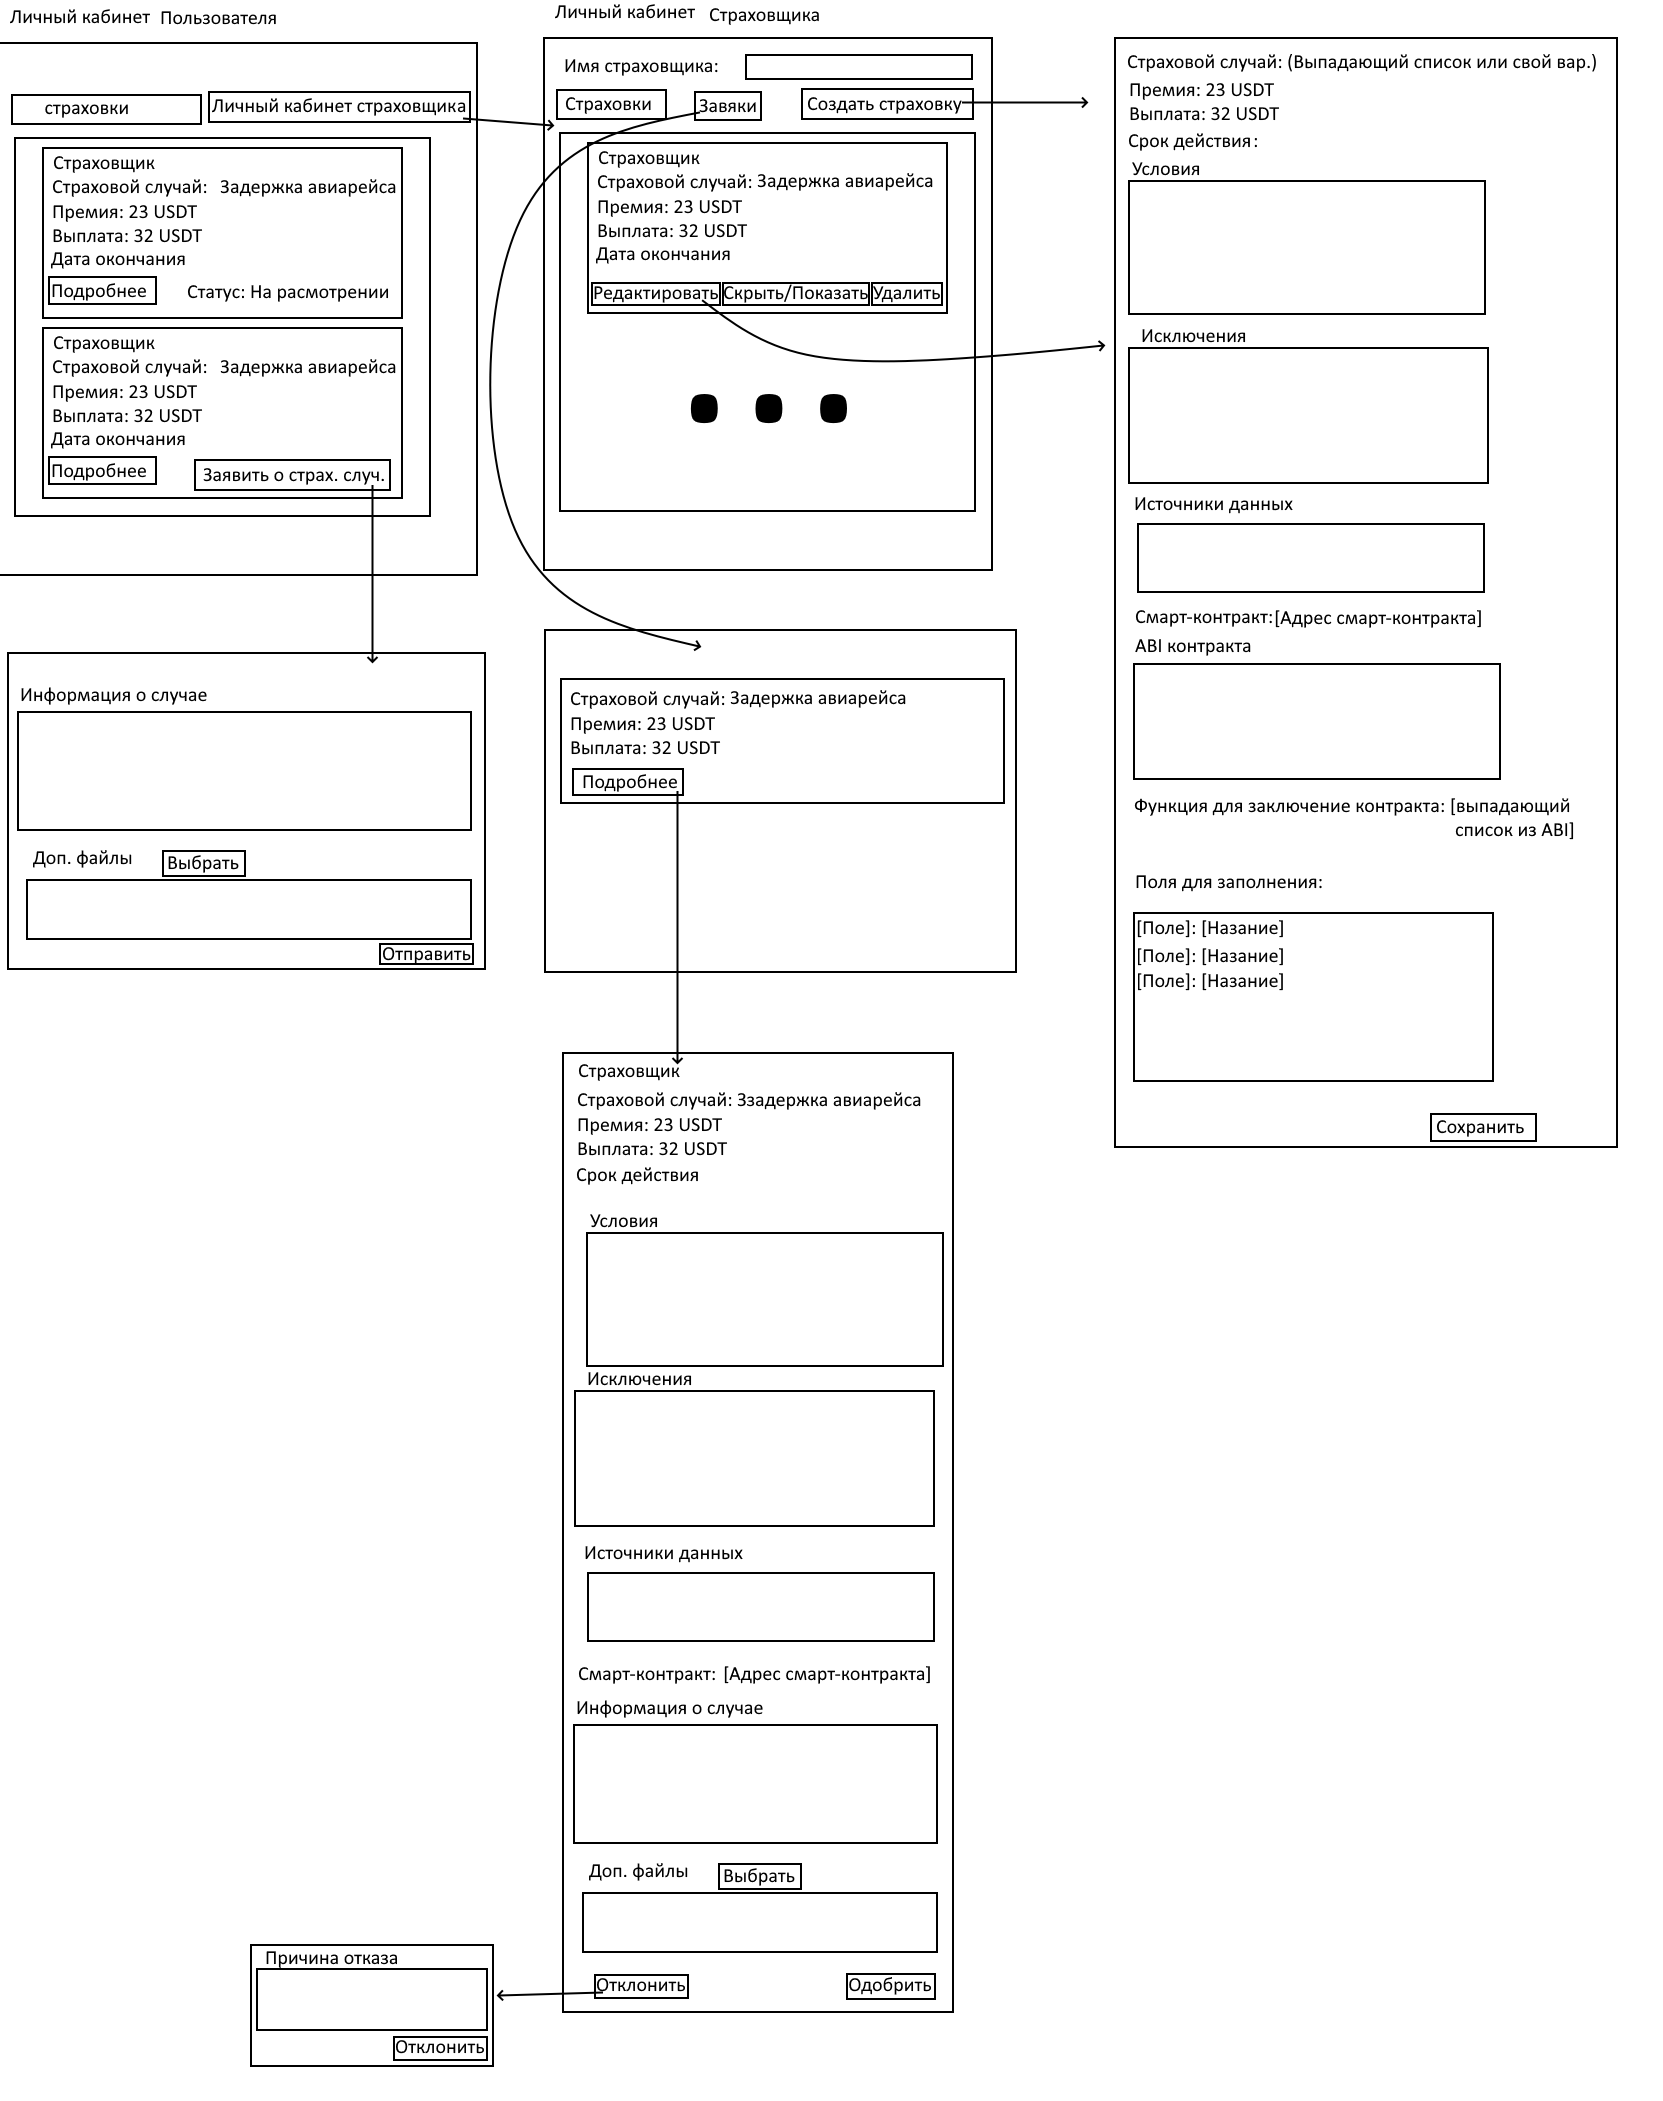 Личный кабинет Пользователя
страховки
Личный кабинет страховщика
Страховщик
Страховой случай: Задержка авиарейса
Премия: 23 USDT
Выплата: 32 USDT
Дата окончания
Подробнее
Статус: На расмотрении
Страховщик
Страховой случай: Задержка авиарейса
Премия: 23 USDT
Выплата: 32 USDT
Дата окончания
Подробнее
Заявить о страх. случ.
Информация о случае
Доп. файлы
Выбрать
Отправить
Личный кабинет Страховщика
Имя страховщика:
Страховки
Завяки
Создать страховку
Страховщик
Страховой случай: Задержка авиарейса
Премия: 23 USDT
Выплата: 32 USDT
Дата окончания
Редактировать
Скрыть/Показать
Удалить
Страховой случай: Задержка авиарейса
Премия: 23 USDT
Выплата: 32 USDT
Подробнее
Страховщик
Страховой случай: Ззадержка авиарейса
Премия: 23 USDT
Выплата: 32 USDT
Срок действия
Условия
Исключения
Источники данных
Смарт-контракт: [Адрес смарт-контракта]
Информация о случае
Доп. файлы
Выбрать
Отклонить
Одобрить
Причина отказа
Отклонить
Страховой случай: (Выпадающий список или свой вар.)
Премия: 23 USDT
Выплата: 32 USDT
Срок действия:
Условия
Исключения
Источники данных
Смарт-контракт:[Адрес смарт-контракта]
ABI контракта
Функция для заключение контракта: [выпадающий
список из ABI]
Поля для заполнения:
[Поле]: [Назание]
[Поле]: [Назание]
[Поле]: [Назание]
Сохранить